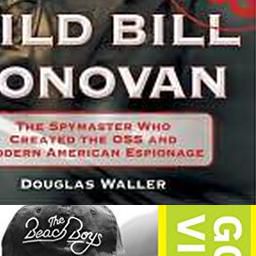 ILD BILL
ONOVAN
THE SPYMASTER WHO
CREATED THE OSS AND
ODERN AMERICAN ESPIONAGE
DOUGLAS WALLER
The
Beach Boys
GO
VI